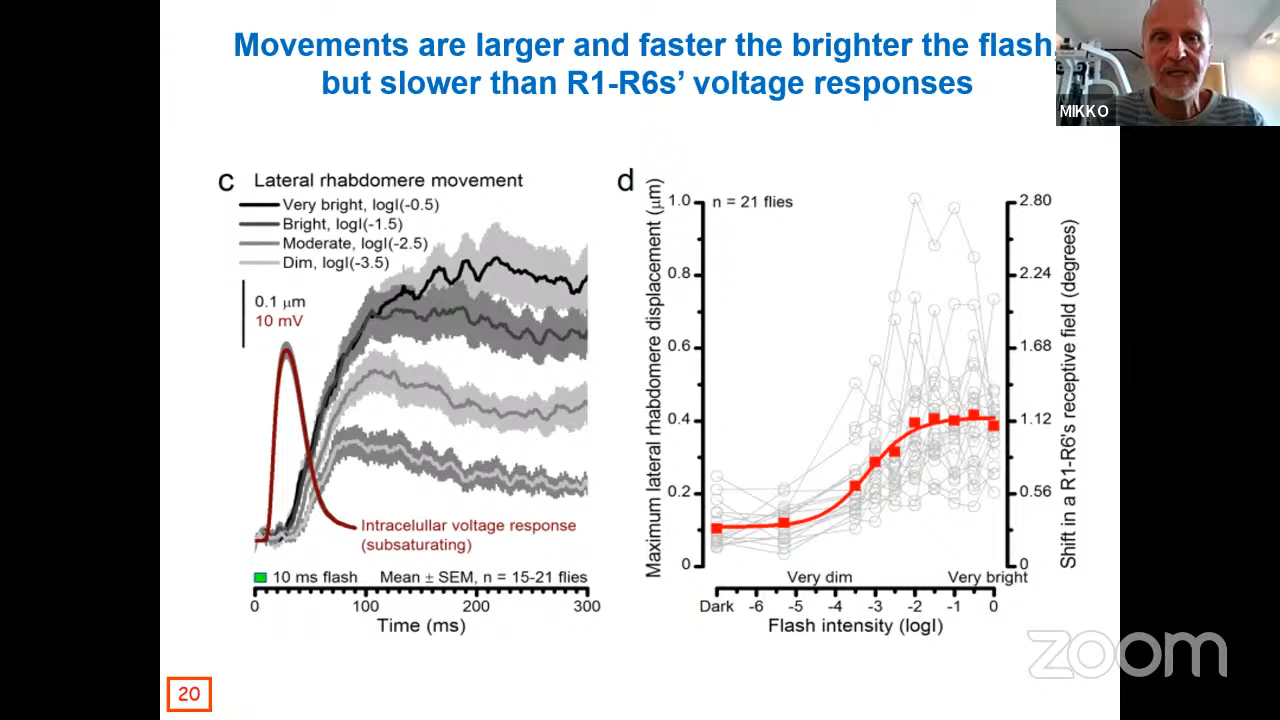 Movements are larger and faster the brighter the flash
but slower than R1-R6s' voltage responses
MIKKO
c Lateral rhabdomere movement
Very bright, logI(-0.5)
Bright, logI(-1.5)
Moderate, logI(-2.5)
Dim, logI(-3.5)
0.1 μm
10 mV
Intracelullar voltage response
(subsaturating)
10 ms flash Mean ± SEM, n = 15-21 flies
0 100 200 300
Time (ms)
d
n = 21 flies
Maximum lateral rhabdomere displacement (μm)
1.0
0.8
0.6
0.4
0.2
0
2.80
2.24
1.68
1.12
0.56
0
Shift in a R1-R6's receptive field (degrees)
Very dim Very bright
Dark -6 -5 -4 -3 -2 -1 0
Flash intensity (logI)
zoom
20